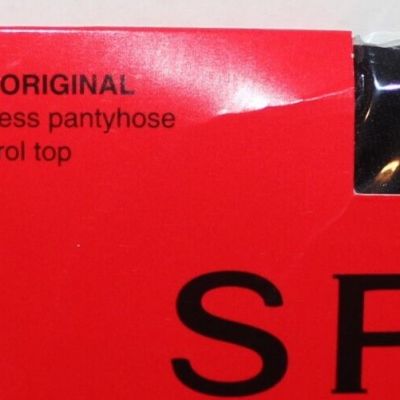 ORIGINAL
ess pantyhose
rol top
SP